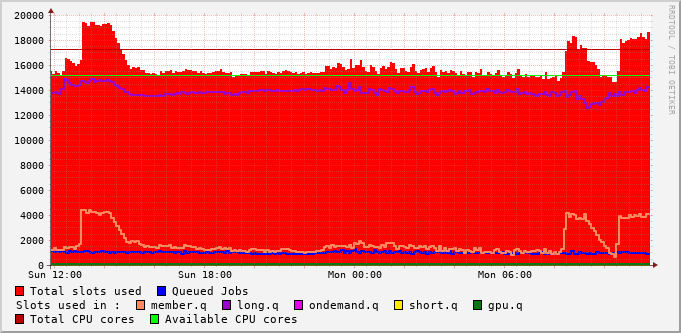 20000
18000
16000
14000
12000
10000
8000
6000
4000
2000
0
Sun 12:00 Sun 18:00 Mon 00:00 Mon 06:00
RRDTOOL / TOBI OETIKER
Total slots used Queued Jobs
Slots used in : member.q long.q ondemand.q short.q gpu.q
Total CPU cores Available CPU cores